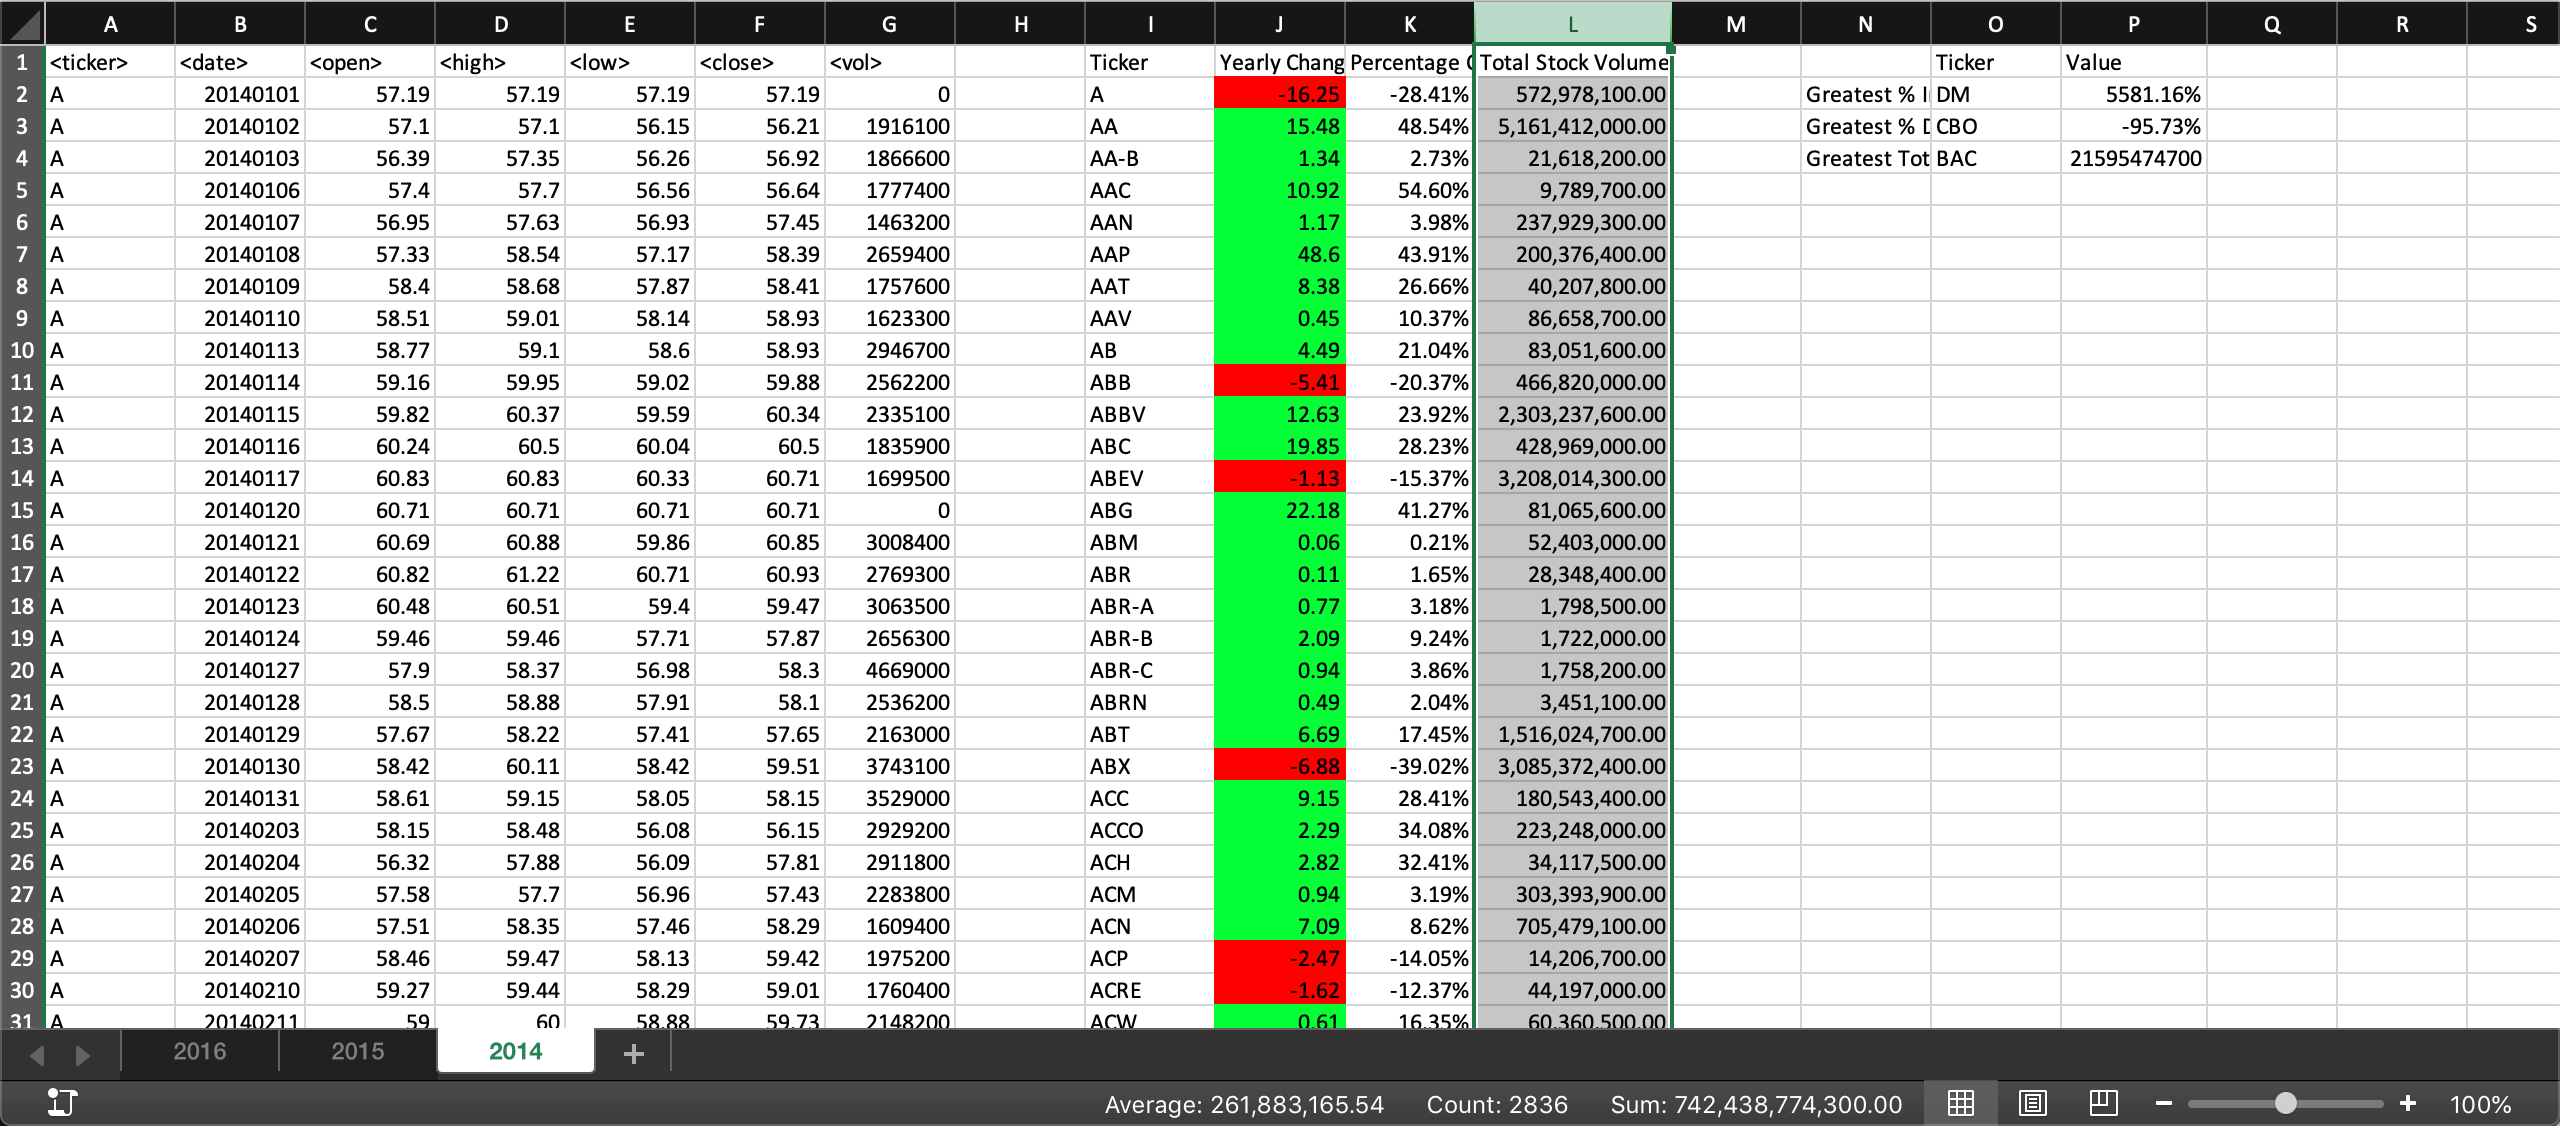 A B C D E F G H I J K L M N O P Q R S
1 <ticker> <date> <open> <high> <low> <close> <vol> Ticker Yearly Chang Percentage Total Stock Volume Ticker Value
2 A 20140101 57.19 57.19 57.19 57.19 0 A -16.25 -28.41% 572,978,100.00 Greatest % I DM 5581.16%
3 A 20140102 57.1 57.1 56.15 56.21 1916100 AA 15.48 48.54% 5,161,412,000.00 Greatest % D CBO -95.73%
4 A 20140103 56.39 57.35 56.26 56.92 1866600 AA-B 1.34 2.73% 21,618,200.00 Greatest Tot BAC 21595474700
5 A 20140106 57.4 57.7 56.56 56.64 1777400 AAC 10.92 54.60% 9,789,700.00
6 A 20140107 56.95 57.63 56.93 57.45 1463200 AAN 1.17 3.98% 237,929,300.00
7 A 20140108 57.33 58.54 57.17 58.39 2659400 AAP 48.6 43.91% 200,376,400.00
8 A 20140109 58.4 58.68 57.87 58.41 1757600 AAT 8.38 26.66% 40,207,800.00
9 A 20140110 58.51 59.01 58.14 58.93 1623300 AAV 0.45 10.37% 86,658,700.00
10 A 20140113 58.77 59.1 58.6 58.93 2946700 AB 4.49 21.04% 83,051,600.00
11 A 20140114 59.16 59.95 59.02 59.88 2562200 ABB -5.41 -20.37% 466,820,000.00
12 A 20140115 59.82 60.37 59.59 60.34 2335100 ABBV 12.63 23.92% 2,303,237,600.00
13 A 20140116 60.24 60.5 60.04 60.5 1835900 ABC 19.85 28.23% 428,969,000.00
14 A 20140117 60.83 60.83 60.33 60.71 1699500 ABEV -1.13 -15.37% 3,208,014,300.00
15 A 20140120 60.71 60.71 60.71 60.71 0 ABG 22.18 41.27% 81,065,600.00
16 A 20140121 60.69 60.88 59.86 60.85 3008400 ABM 0.06 0.21% 52,403,000.00
17 A 20140122 60.82 61.22 60.71 60.93 2769300 ABR 0.11 1.65% 28,348,400.00
18 A 20140123 60.48 60.51 59.4 59.47 3063500 ABR-A 0.77 3.18% 1,798,500.00
19 A 20140124 59.46 59.46 57.71 57.87 2656300 ABR-B 2.09 9.24% 1,722,000.00
20 A 20140127 57.9 58.37 56.98 58.3 4669000 ABR-C 0.94 3.86% 1,758,200.00
21 A 20140128 58.5 58.88 57.91 58.1 2536200 ABRN 0.49 2.04% 3,451,100.00
22 A 20140129 57.67 58.22 57.41 57.65 2163000 ABT 6.69 17.45% 1,516,024,700.00
23 A 20140130 58.42 60.11 58.42 59.51 3743100 ABX -6.88 -39.02% 3,085,372,400.00
24 A 20140131 58.61 59.15 58.05 58.15 3529000 ACC 9.15 28.41% 180,543,400.00
25 A 20140203 58.15 58.48 56.08 56.15 2929200 ACCO 2.29 34.08% 223,248,000.00
26 A 20140204 56.32 57.88 56.09 57.81 2911800 ACH 2.82 32.41% 34,117,500.00
27 A 20140205 57.58 57.7 56.96 57.43 2283800 ACM 0.94 3.19% 303,393,900.00
28 A 20140206 57.51 58.35 57.46 58.29 1609400 ACN 7.09 8.62% 705,479,100.00
29 A 20140207 58.46 59.47 58.13 59.42 1975200 ACP -2.47 -14.05% 14,206,700.00
30 A 20140210 59.27 59.44 58.29 59.01 1760400 ACRE -1.62 -12.37% 44,197,000.00
31 A 20140211 59 60 58.88 59.73 2148200 ACW 0.61 16.35% 60,360,500.00
2016 2015 2014 +
Average: 261,883,165.54 Count: 2836 Sum: 742,438,774,300.00 − + 100%